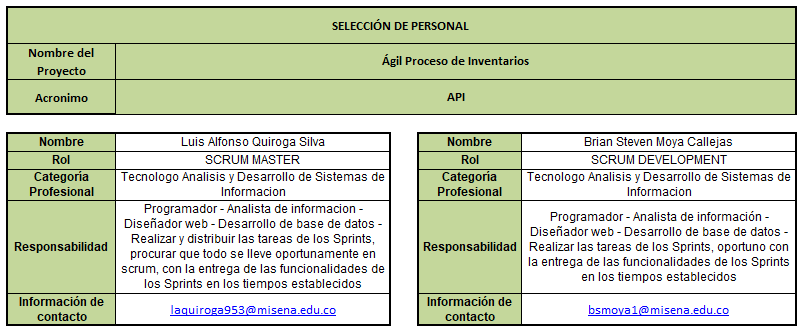 SELECCIÓN DE PERSONAL
Nombre del
Proyecto
Ágil Proceso de Inventarios
Acronimo
API
Nombre
Luis Alfonso Quiroga Silva
Rol
SCRUM MASTER
Categoría
Profesional
Tecnologo Analisis y Desarrollo de Sistemas de
Informacion
Responsabilidad
Programador - Analista de informacion -
Diseñador web - Desarrollo de base de datos -
Realizar y distribuir las tareas de los Sprints,
procurar que todo se lleve oportunamente en
scrum, con la entrega de las funcionalidades de
los Sprints en los tiempos establecidos
Información de
contacto
laquiroga953@misena.edu.co
Nombre
Brian Steven Moya Callejas
Rol
SCRUM DEVELOPMENT
Categoría
Profesional
Tecnologo Analisis y Desarrollo de Sistemas de
Informacion
Responsabilidad
Programador - Analista de información -
Diseñador web - Desarrollo de base de datos -
Realizar las tareas de los Sprints, oportuno con
la entrega de las funcionalidades de los Sprints
en los tiempos establecidos
Información de
contacto
bsmoya1@misena.edu.co